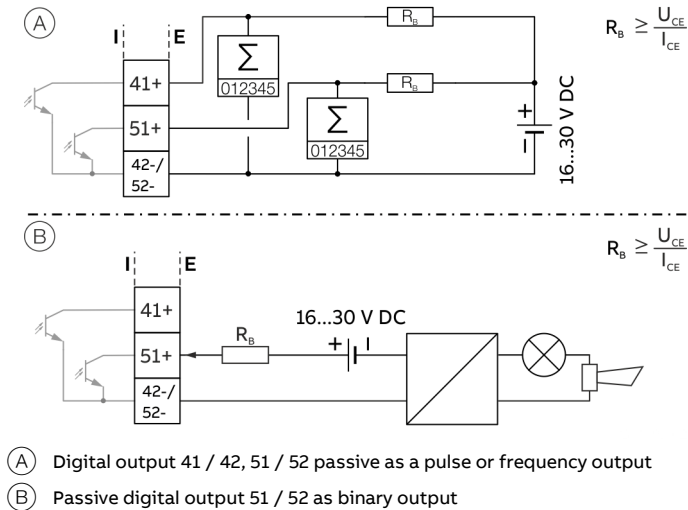 A
I E
41+
51+
42-/
52-
Σ
012345
Σ
012345
R_B
R_B
+
–
16...30 V DC
R_B ≥ U_CE / I_CE
B
I E
41+
51+
42-/
52-
R_B
16...30 V DC
+ –
R_B ≥ U_CE / I_CE
A Digital output 41 / 42, 51 / 52 passive as a pulse or frequency output
B Passive digital output 51 / 52 as binary output